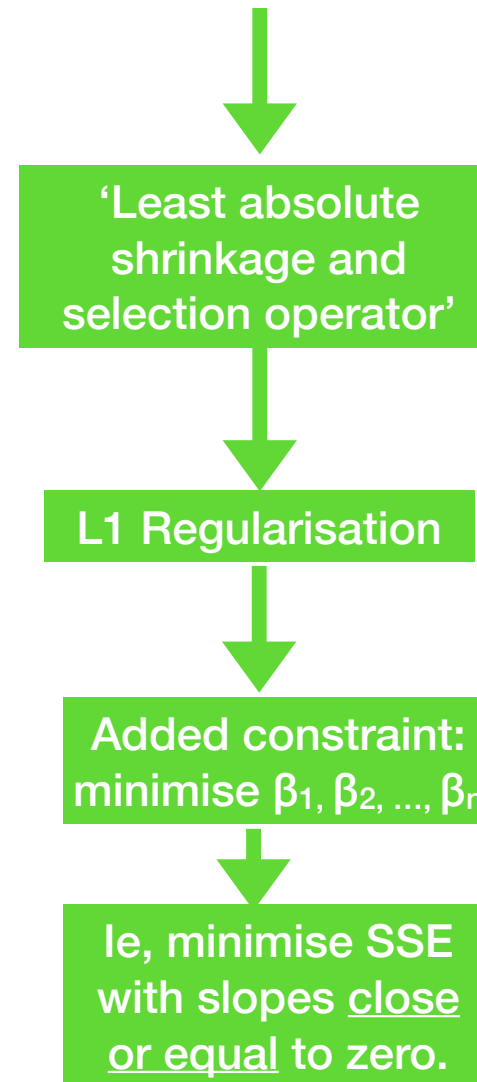 ‘Least absolute
shrinkage and
selection operator’
L1 Regularisation
Added constraint:
minimise β₁, β₂, ...,
Ie, minimise SSE
with slopes close
or equal to zero.